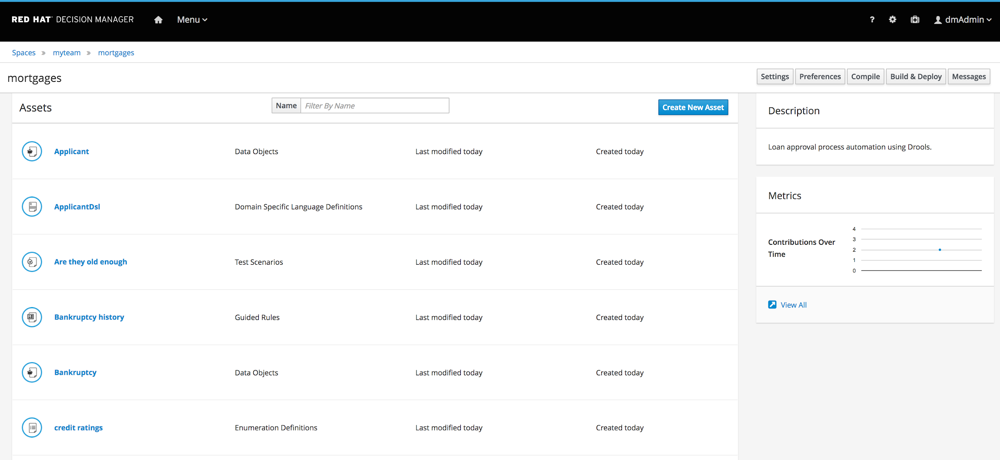 RED HAT DECISION MANAGER Menu ? dmAdmin
Spaces » myteam » mortgages
mortgages Settings Preferences Compile Build & Deploy Messages
Assets Name Filter By Name Create New Asset
Applicant Data Objects Last modified today Created today
ApplicantDsl Domain Specific Language Definitions Last modified today Created today
Are they old enough Test Scenarios Last modified today Created today
Bankruptcy history Guided Rules Last modified today Created today
Bankruptcy Data Objects Last modified today Created today
credit ratings Enumeration Definitions Last modified today Created today
Description
Loan approval process automation using Drools.
Metrics
Contributions Over
Time
4
3
2
1
0
View All